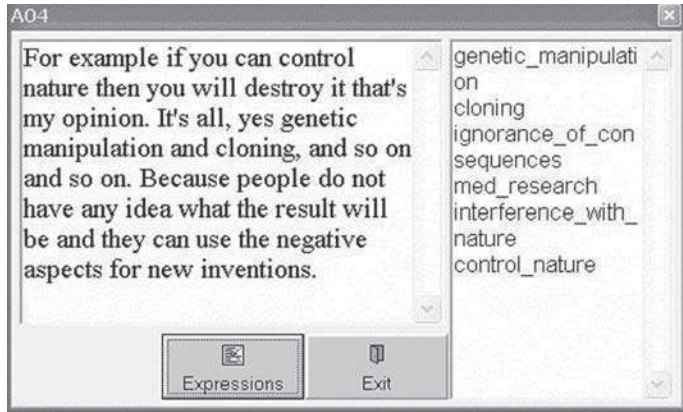 AO4
For example if you can control
nature then you will destroy it that's
my opinion. It's all, yes genetic
manipulation and cloning, and so on
and so on. Because people do not
have any idea what the result will
be and they can use the negative
aspects for new inventions.
genetic_manipulati
on
cloning
ignorance_of_con
sequences
med_research
interference_with_
nature
control_nature
Expressions
Exit